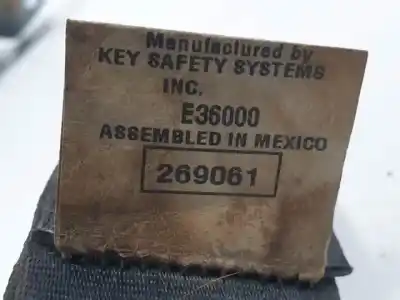 Manufactured by
KEY SAFETY SYSTEMS
INC.
E36000
ASSEMBLED IN MEXICO
269061